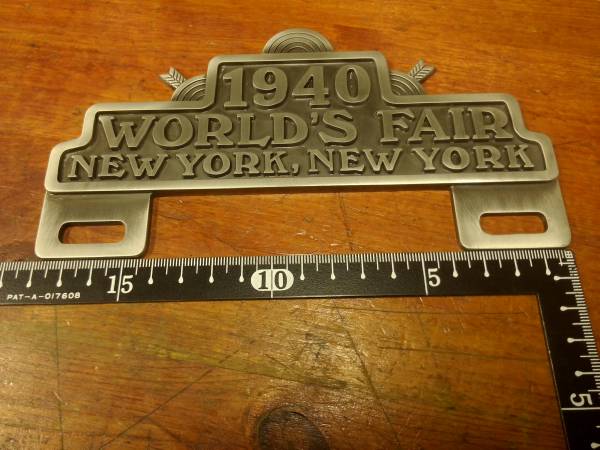 1940
WORLD'S FAIR
NEW YORK, NEW YORK
15 10 5
PAT-A-017608
5